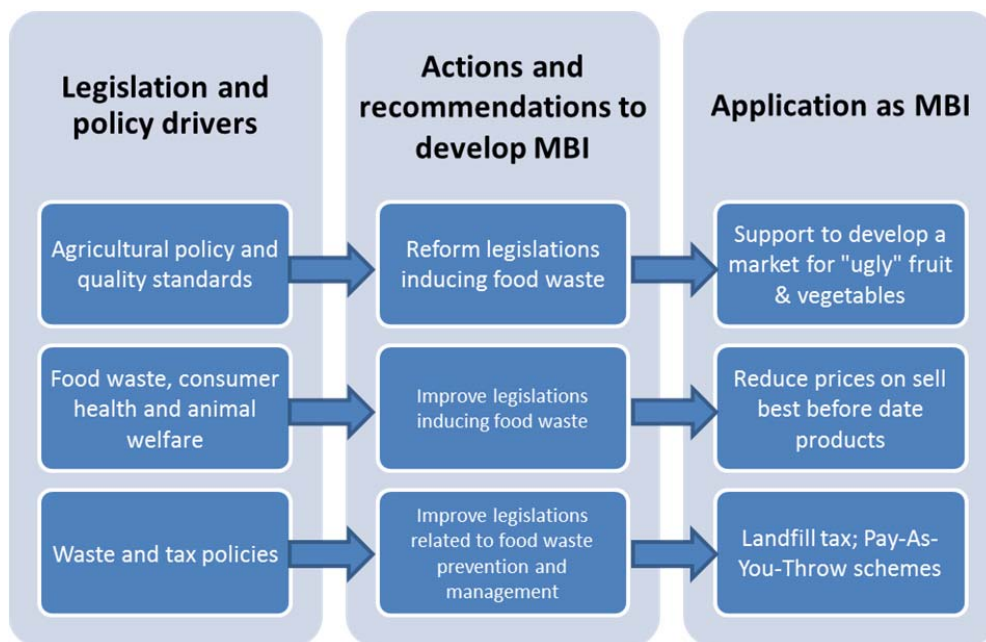 Legislation and
policy drivers
Actions and
recommendations to
develop MBI
Application as MBI
Agricultural policy and
quality standards
Reform legislations
inducing food waste
Support to develop a
market for "ugly" fruit
& vegetables
Food waste, consumer
health and animal
welfare
Improve legislations
inducing food waste
Reduce prices on sell
best before date
products
Waste and tax policies
Improve legislations
related to food waste
prevention and
management
Landfill tax; Pay-As-
You-Throw schemes